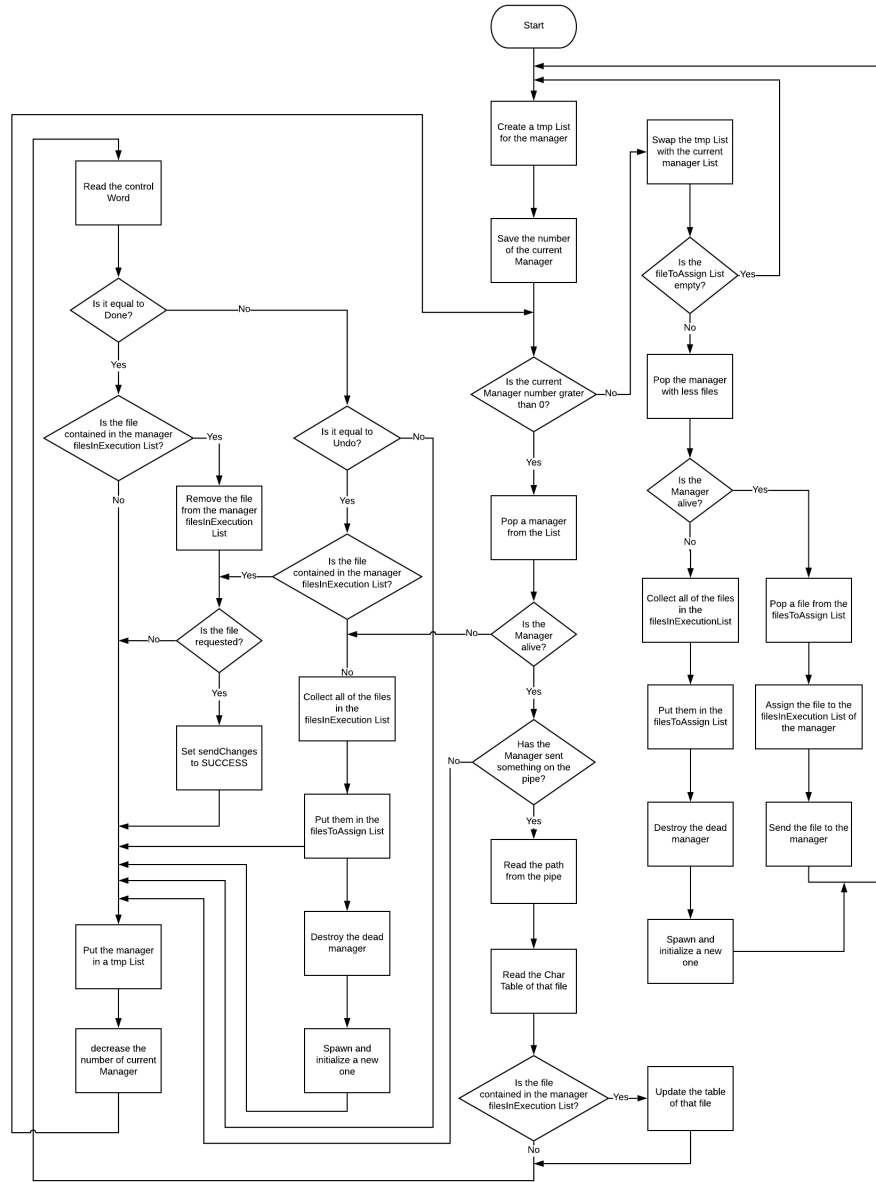 Start
Create a tmp List
for the manager
Save the number
of the current
Manager
Is the current
Manager number grater
than 0?
No
Yes
Swap the tmp List
with the current
manager List
Is the
fileToAssign List
empty?
Yes
No
Pop the manager
with less files
Is the
Manager
alive?
Yes
No
Collect all of the files
in the
filesInExecutionList
Put them in the
filesToAssign List
Destroy the dead
manager
Spawn and
initialize a new
one
Pop a file from the
filesToAssign List
Assign the file to the
filesInExecution List of
the manager
Send the file to the
manager
Pop a manager
from the List
Is the
Manager
alive?
No
Yes
Has the
Manager sent
something on the
pipe?
No
Yes
Read the path
from the pipe
Read the Char
Table of that file
Is the file
contained in the manager
filesInExecution List?
Yes
No
Update the table
of that file
Read the control
Word
Is it equal to
Done?
No
Yes
Is the file
contained in the manager
filesInExecution List?
Yes
No
Remove the file
from the manager
filesInExecution
List
Is the file
requested?
No
Yes
Set sendChanges
to SUCCESS
Is it equal to
Undo?
No
Yes
Is the file
contained in the manager
filesInExecution List?
Yes
No
Collect all of the files
in the
filesInExecution List
Put them in the
filesToAssign List
Destroy the dead
manager
Spawn and
initialize a new
one
Put the manager
in a tmp List
decrease the
number of current
Manager